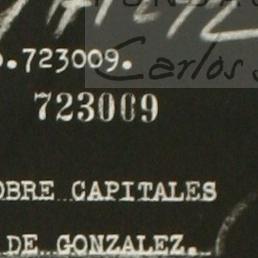 .723009.
723009
OBRE CAPITALES
DE GONZALEZ.
Carlos